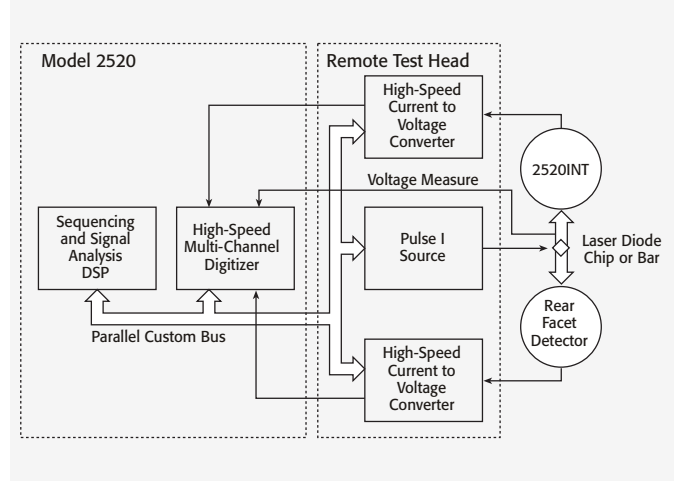 Model 2520
Remote Test Head
High-Speed
Current to
Voltage
Converter
2520INT
Voltage Measure
Sequencing
and Signal
Analysis
DSP
High-Speed
Multi-Channel
Digitizer
Pulse I
Source
Laser Diode
Chip or Bar
Parallel Custom Bus
Rear
Facet
Detector
High-Speed
Current to
Voltage
Converter